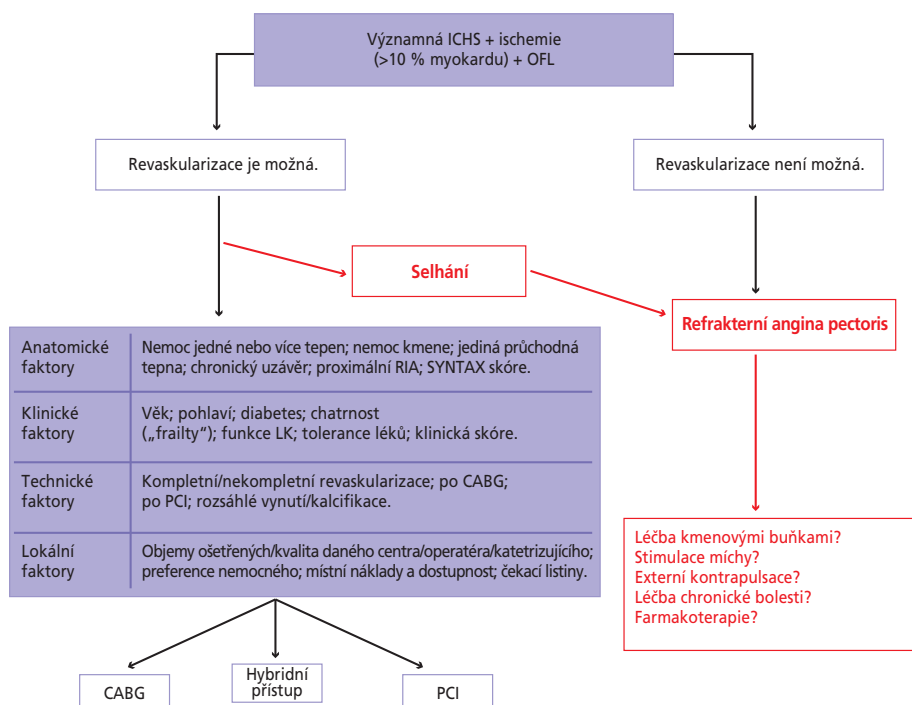 Významná ICHS + ischemie
(>10 % myokardu) + OFL
Revaskularizace je možná.
Revaskularizace není možná.
Selhání
Refrakterní angina pectoris
Anatomické
faktory
Nemoc jedné nebo více tepen; nemoc kmene; jediná průchodná
tepna; chronický uzávěr; proximální RIA; SYNTAX skóre.
Klinické
faktory
Věk; pohlaví; diabetes; chatrnost
(„frailty“); funkce LK; tolerance léků; klinická skóre.
Technické
faktory
Kompletní/nekompletní revaskularizace; po CABG;
po PCI; rozsáhlé vynutí/kalcifikace.
Lokální
faktory
Objemy ošetřených/kvalita daného centra/operatéra/katetrizujícího;
preference nemocného; místní náklady a dostupnost; čekací listiny.
Léčba kmenovými buňkami?
Stimulace míchy?
Externí kontrapulsace?
Léčba chronické bolesti?
Farmakoterapie?
CABG
Hybridní
přístup
PCI